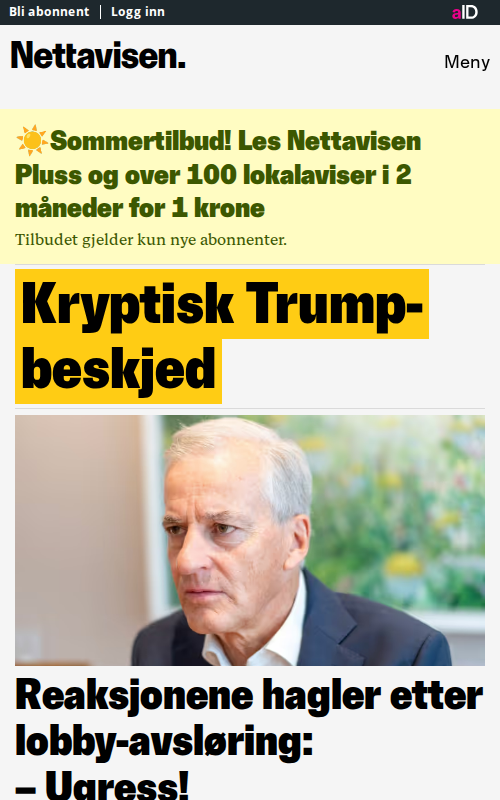 Bli abonnent | Logg inn
aID
Nettavisen.
Meny
☀️Sommertilbud! Les Nettavisen
Pluss og over 100 lokalaviser i 2
måneder for 1 krone
Tilbudet gjelder kun nye abonnenter.
Kryptisk Trump-
beskjed
Reaksjonene hagler etter
lobby-avsløring:
– Ugress!